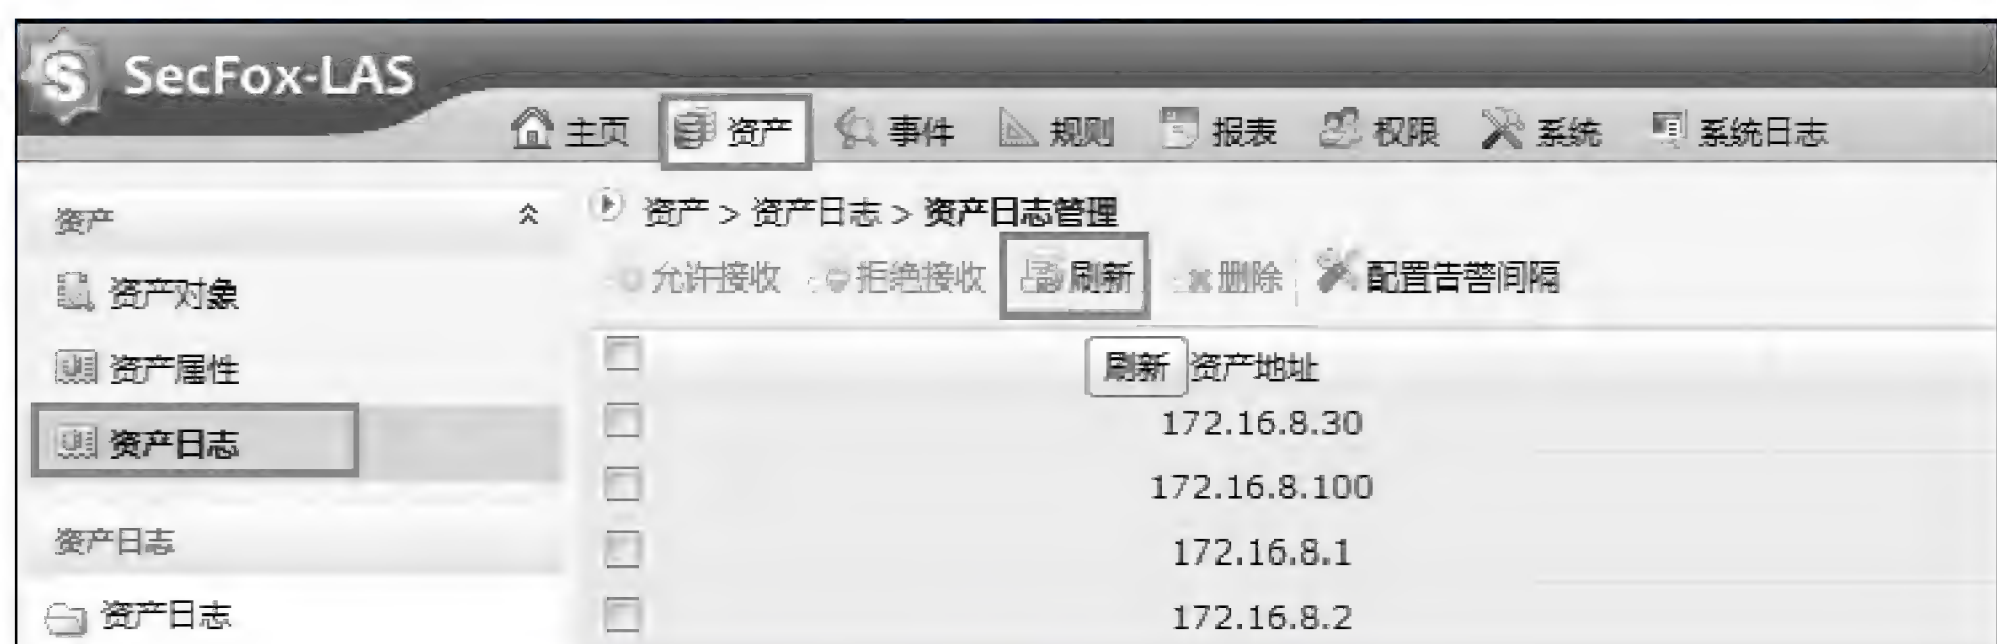 SecFox-LAS
主页 资产 事件 规则 报表 权限 系统 系统日志
资产
资产 > 资产日志 > 资产日志管理
资产对象
允许接收 拒绝接收 刷新 删除 配置告警间隔
资产属性
刷新 资产地址
资产日志
172.16.8.30
172.16.8.100
资产日志
172.16.8.1
资产日志
172.16.8.2